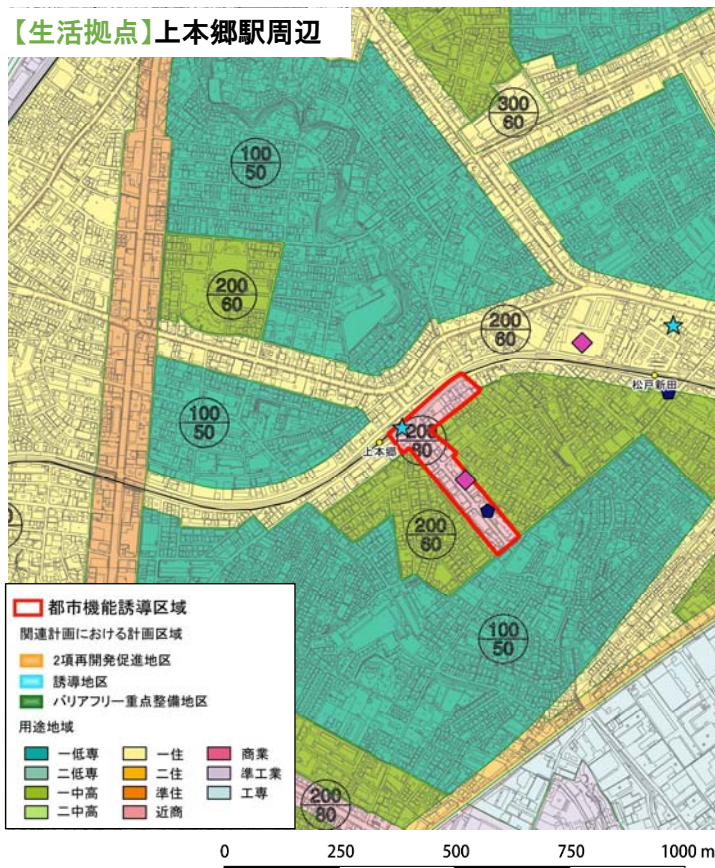 【生活拠点】上本郷駅周辺
300
60
100
50
200
60
200
60
松戸新田
100
50
200
80
上本郷
200
60
100
50
200
80
都市機能誘導区域
関連計画における計画区域
2項再開発促進地区
誘導地区
バリアフリー重点整備地区
用途地域
一低専 一住 商業
二低専 二住 準工業
一中高 準住 工専
二中高 近商
0 250 500 750 1000 m